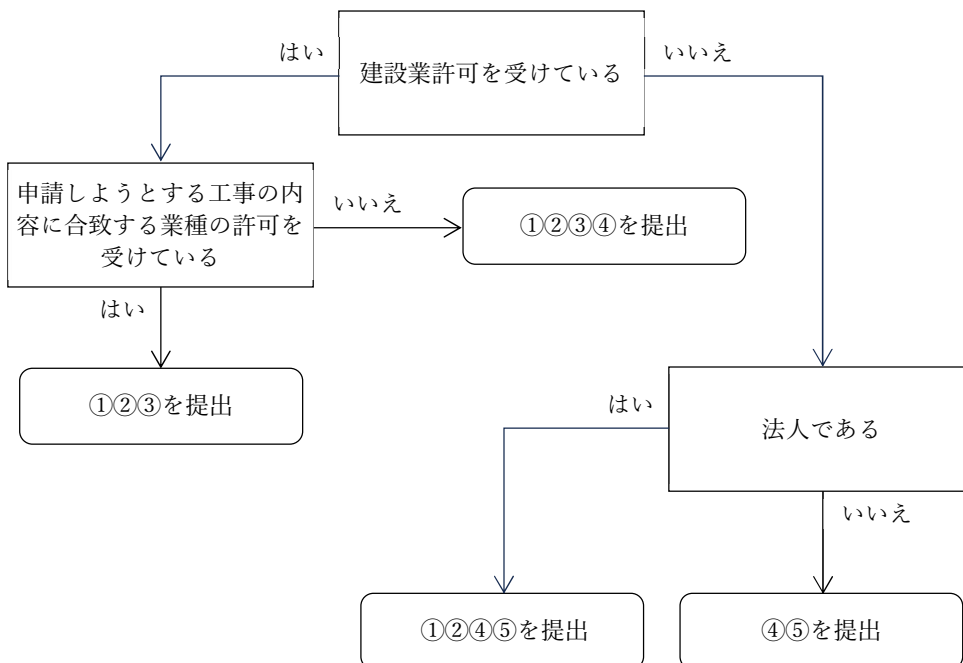 はい
建設業許可を受けている
いいえ
申請しようとする工事の内
容に合致する業種の許可を
受けている
いいえ
①②③④を提出
はい
①②③を提出
はい
法人である
いいえ
①②④⑤を提出
④⑤を提出